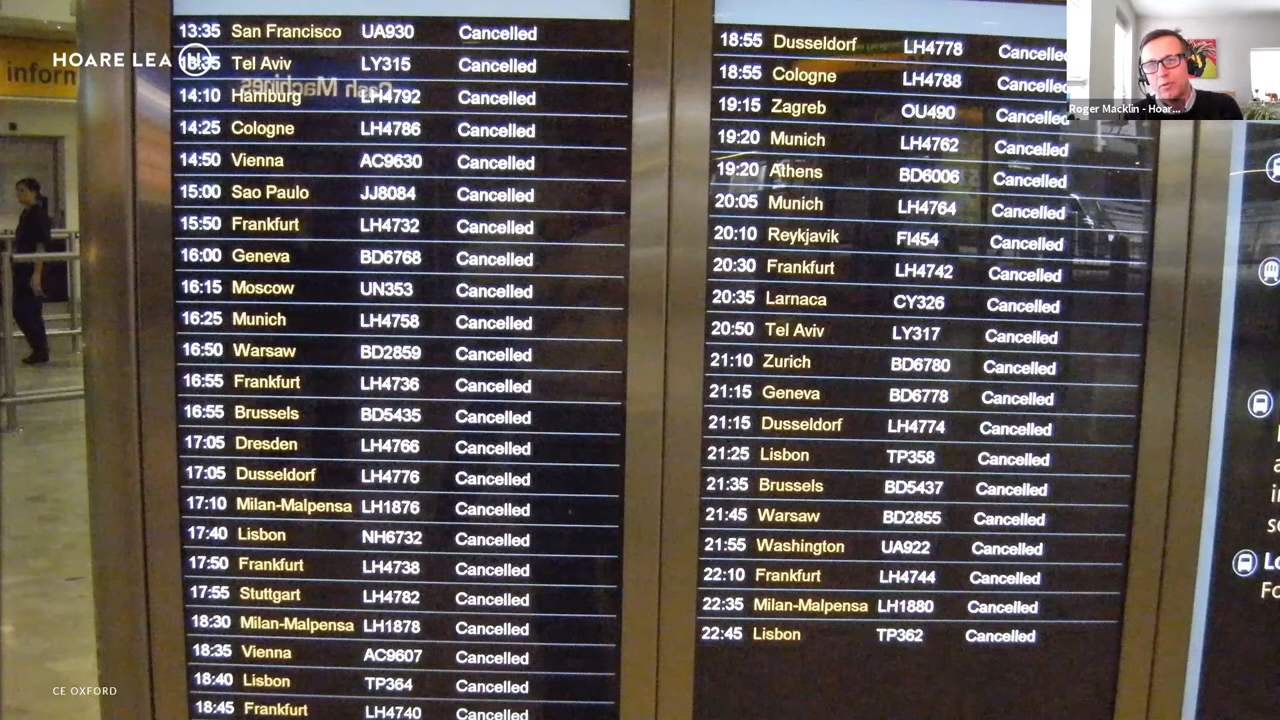 HOARE LEA
inform
Cash Machines
13:35 San Francisco UA930 Cancelled
13:35 Tel Aviv LY315 Cancelled
14:10 Hamburg LH4792 Cancelled
14:25 Cologne LH4786 Cancelled
14:50 Vienna AC9630 Cancelled
15:00 Sao Paulo JJ8084 Cancelled
15:50 Frankfurt LH4732 Cancelled
16:00 Geneva BD6768 Cancelled
16:15 Moscow UN353 Cancelled
16:25 Munich LH4758 Cancelled
16:50 Warsaw BD2859 Cancelled
16:55 Frankfurt LH4736 Cancelled
16:55 Brussels BD5435 Cancelled
17:05 Dresden LH4766 Cancelled
17:05 Dusseldorf LH4776 Cancelled
17:10 Milan-Malpensa LH1876 Cancelled
17:40 Lisbon NH6732 Cancelled
17:50 Frankfurt LH4738 Cancelled
17:55 Stuttgart LH4782 Cancelled
18:30 Milan-Malpensa LH1878 Cancelled
18:35 Vienna AC9607 Cancelled
18:40 Lisbon TP364 Cancelled
18:45 Frankfurt LH4740 Cancelled
18:55 Dusseldorf LH4778 Cancelled
18:55 Cologne LH4788 Cancelled
19:15 Zagreb OU490 Cancelled
19:20 Munich LH4762 Cancelled
19:20 Athens BD6006 Cancelled
20:05 Munich LH4764 Cancelled
20:10 Reykjavik FI454 Cancelled
20:30 Frankfurt LH4742 Cancelled
20:35 Larnaca CY326 Cancelled
20:50 Tel Aviv LY317 Cancelled
21:10 Zurich BD6780 Cancelled
21:15 Geneva BD6778 Cancelled
21:15 Dusseldorf LH4774 Cancelled
21:25 Lisbon TP358 Cancelled
21:35 Brussels BD5437 Cancelled
21:45 Warsaw BD2855 Cancelled
21:55 Washington UA922 Cancelled
22:10 Frankfurt LH4744 Cancelled
22:35 Milan-Malpensa LH1880 Cancelled
22:45 Lisbon TP362 Cancelled
Roger Macklin - Hoar...
Lo
Fo
CE OXFORD